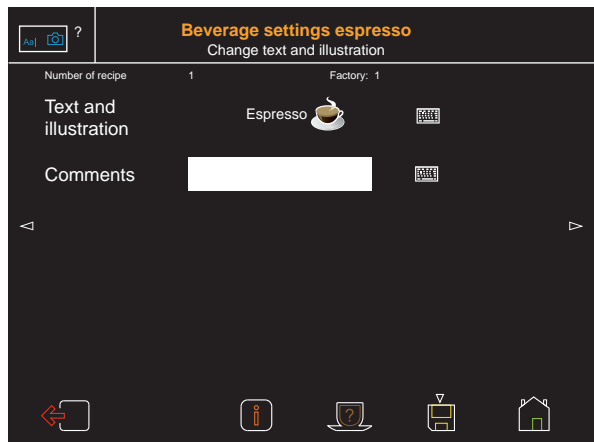 Aa| ?
Beverage settings espresso
Change text and illustration
Number of recipe 1 Factory: 1
Text and illustration Espresso
Comments
i
?